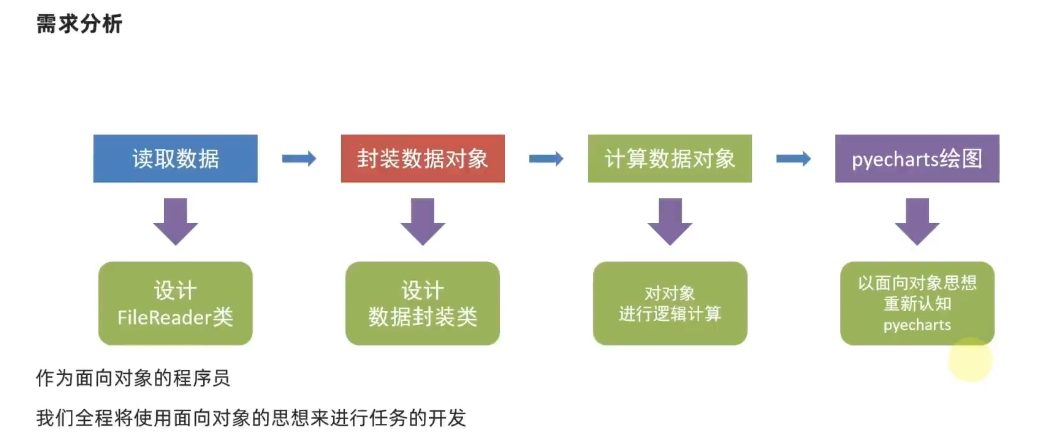 需求分析
读取数据
封装数据对象
计算数据对象
pyecharts绘图
设计
FileReader类
设计
数据封装类
对对象
进行逻辑计算
以面向对象思想
重新认知
pyecharts
作为面向对象的程序员
我们全程将使用面向对象的思想来进行任务的开发